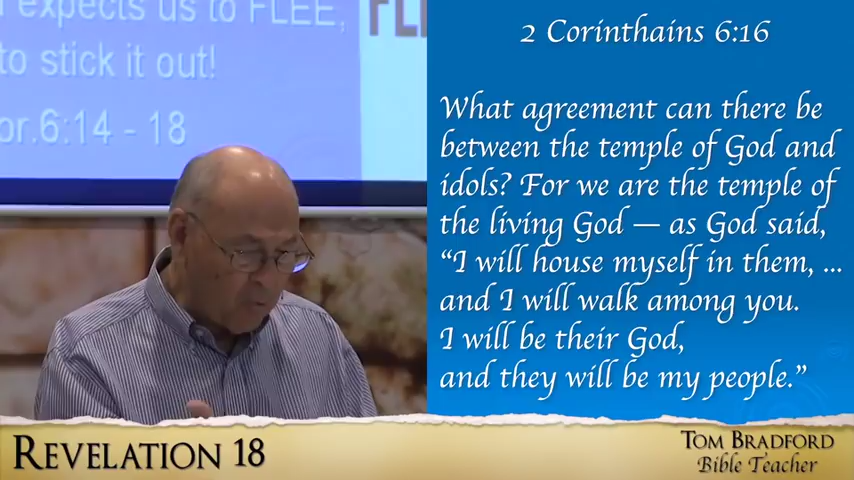 expects us to FLEE,
to stick it out!
or.6:14 - 18
2 Corinthains 6:16
What agreement can there be
between the temple of God and
idols? For we are the temple of
the living God — as God said,
“I will house myself in them, ...
and I will walk among you.
I will be their God,
and they will be my people.”
REVELATION 18
TOM BRADFORD
Bible Teacher